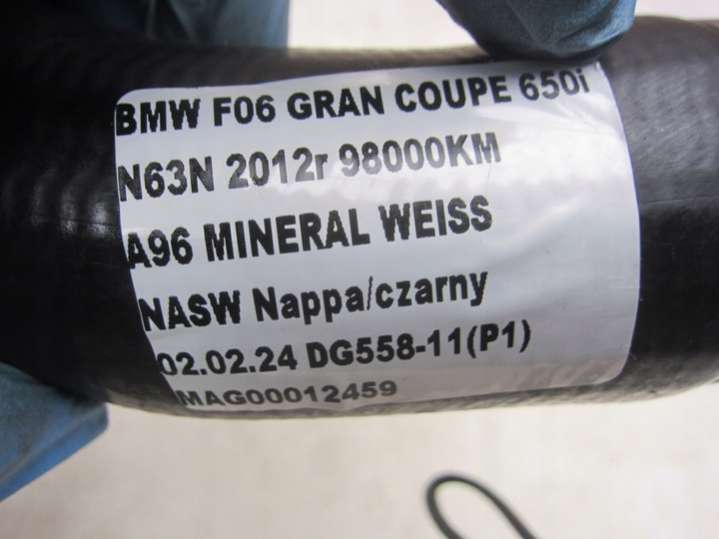 BMW F06 GRAN COUPE 650i
N63N 2012r 98000KM
A96 MINERAL WEISS
NASW Nappa/czarny
02.02.24 DG558-11(P1)
MAG00012459